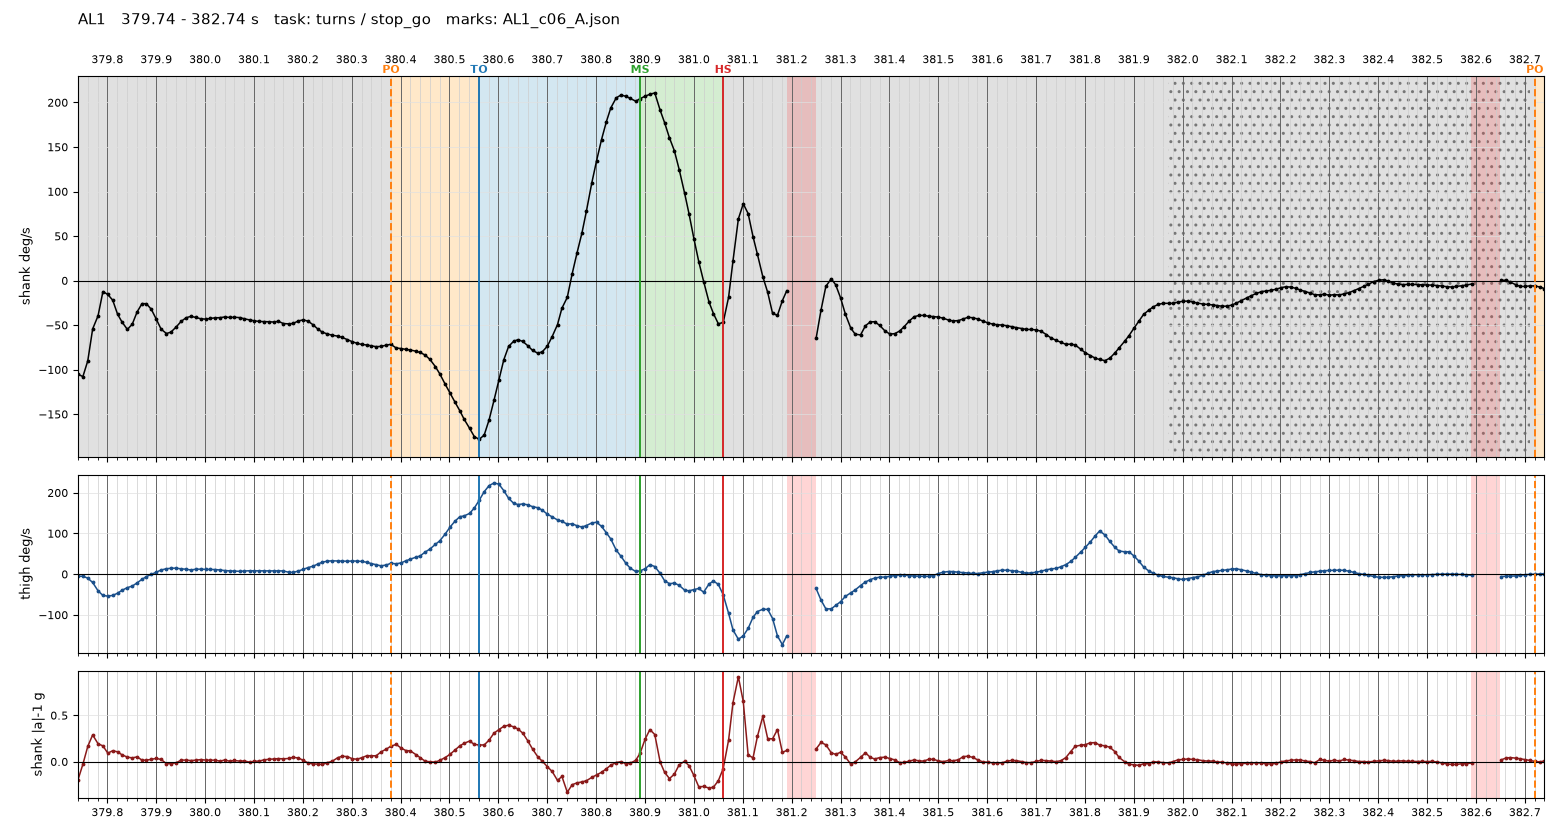 AL1   379.74 - 382.74 s   task: turns / stop_go   marks: AL1_c06_A.json
379.8 379.9 380.0 380.1 380.2 380.3 380.4 380.5 380.6 380.7 380.8 380.9 381.0 381.1 381.2 381.3 381.4 381.5 381.6 381.7 381.8 381.9 382.0 382.1 382.2 382.3 382.4 382.5 382.6 382.7
PO TO MS HS PO
shank deg/s
200
150
100
50
0
−50
−100
−150
thigh deg/s
200
100
0
−100
shank |a|-1 g
0.5
0.0
379.8 379.9 380.0 380.1 380.2 380.3 380.4 380.5 380.6 380.7 380.8 380.9 381.0 381.1 381.2 381.3 381.4 381.5 381.6 381.7 381.8 381.9 382.0 382.1 382.2 382.3 382.4 382.5 382.6 382.7